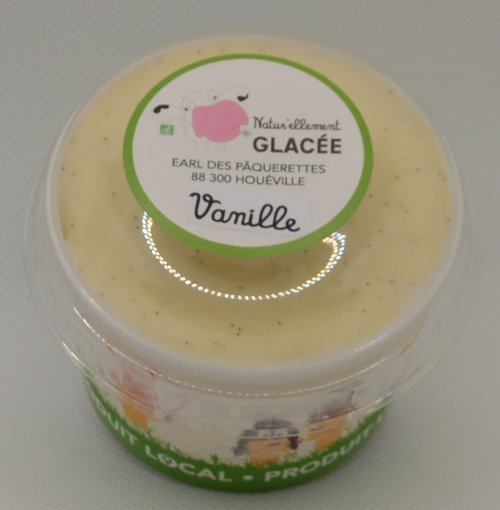 Natur'ellement
GLACÉE
EARL DES PÂQUERETTES
88 300 HOUÉVILLE
Vanille
DUIT LOCAL • PRODUIT